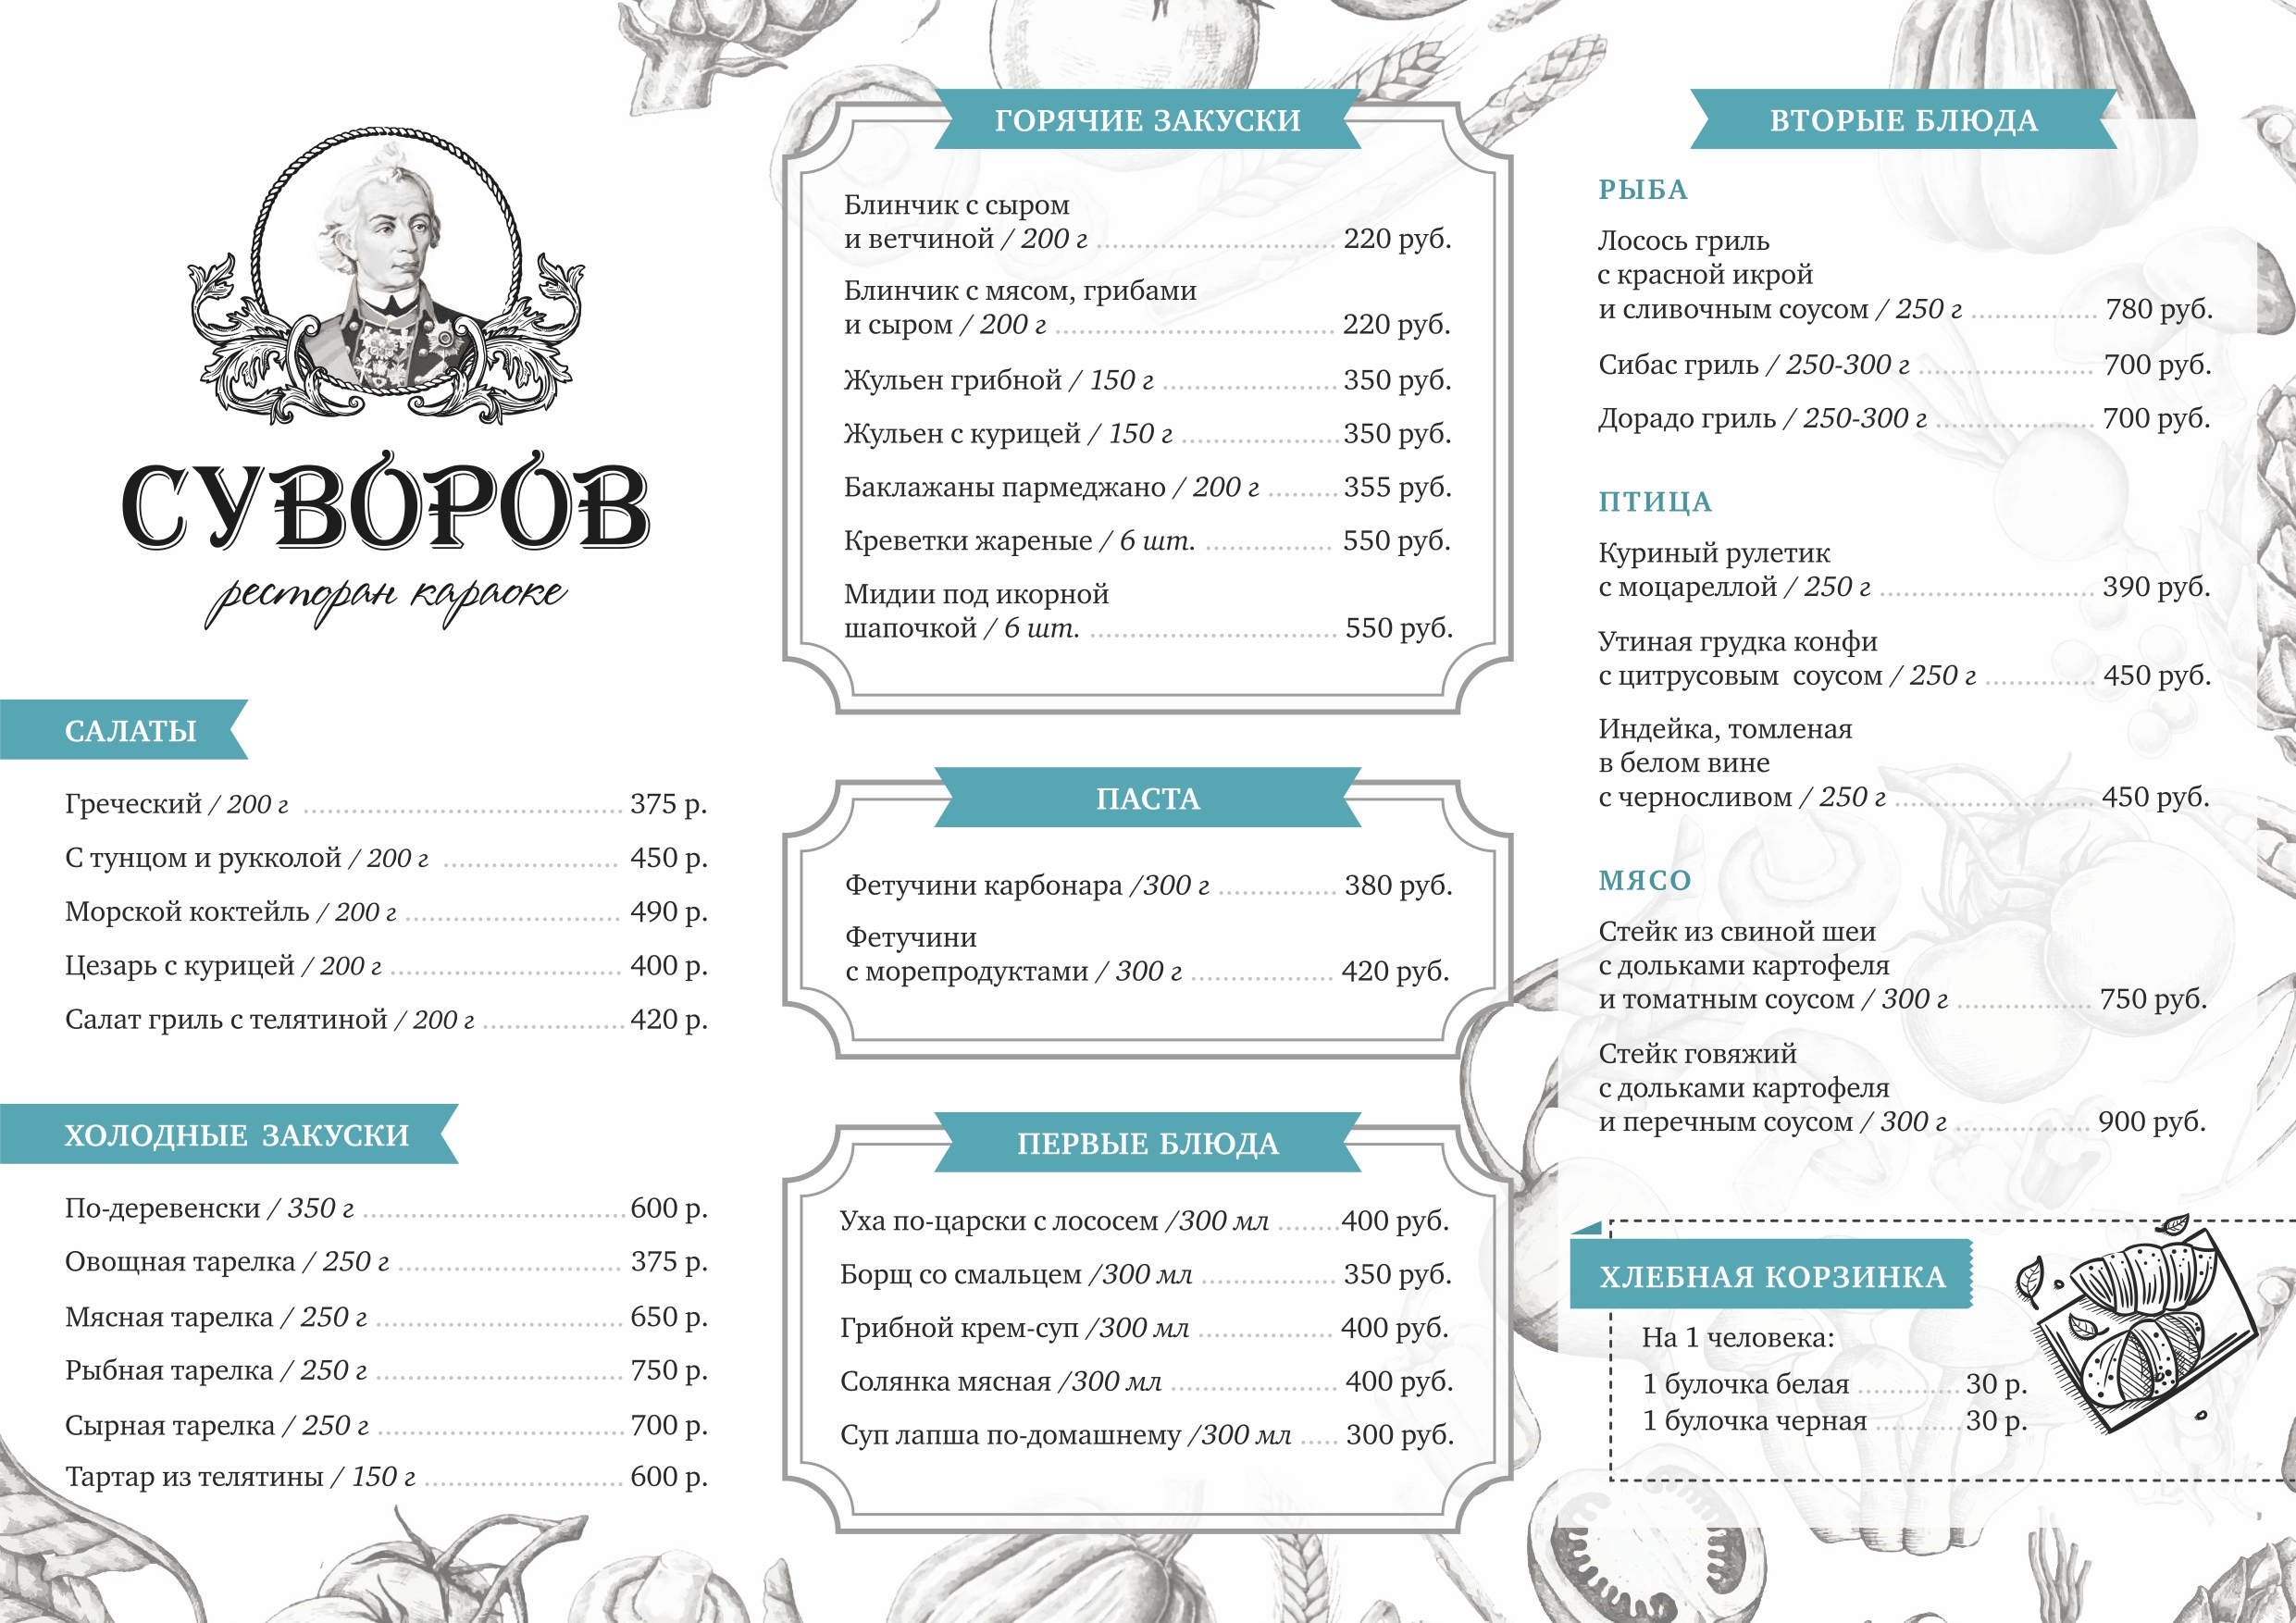 СУВОРОВ
ресторан караоке
САЛАТЫ
Греческий / 200 г ... 375 р.
С тунцом и рукколой / 200 г ... 450 р.
Морской коктейль / 200 г ... 490 р.
Цезарь с курицей / 200 г ... 400 р.
Салат гриль с телятиной / 200 г ... 420 р.
ХОЛОДНЫЕ ЗАКУСКИ
По-деревенски / 350 г ... 600 р.
Овощная тарелка / 250 г ... 375 р.
Мясная тарелка / 250 г ... 650 р.
Рыбная тарелка / 250 г ... 750 р.
Сырная тарелка / 250 г ... 700 р.
Тартар из телятины / 150 г ... 600 р.
ГОРЯЧИЕ ЗАКУСКИ
Блинчик с сыром
и ветчиной / 200 г ... 220 руб.
Блинчик с мясом, грибами
и сыром / 200 г ... 220 руб.
Жульен грибной / 150 г ... 350 руб.
Жульен с курицей / 150 г ... 350 руб.
Баклажаны пармеджано / 200 г ... 355 руб.
Креветки жареные / 6 шт. ... 550 руб.
Мидии под икорной
шапочкой / 6 шт. ... 550 руб.
ПАСТА
Фетучини карбонара /300 г ... 380 руб.
Фетучини
с морепродуктами / 300 г ... 420 руб.
ПЕРВЫЕ БЛЮДА
Уха по-царски с лососем /300 мл ... 400 руб.
Борщ со смальцем /300 мл ... 350 руб.
Грибной крем-суп /300 мл ... 400 руб.
Солянка мясная /300 мл ... 400 руб.
Суп лапша по-домашнему /300 мл ... 300 руб.
ВТОРЫЕ БЛЮДА
РЫБА
Лосось гриль
с красной икрой
и сливочным соусом / 250 г ... 780 руб.
Сибас гриль / 250-300 г ... 700 руб.
Дорадо гриль / 250-300 г ... 700 руб.
ПТИЦА
Куриный рулетик
с моцареллой / 250 г ... 390 руб.
Утиная грудка конфи
с цитрусовым соусом / 250 г ... 450 руб.
Индейка, томленая
в белом вине
с черносливом / 250 г ... 450 руб.
МЯСО
Стейк из свиной шеи
с дольками картофеля
и томатным соусом / 300 г ... 750 руб.
Стейк говяжий
с дольками картофеля
и перечным соусом / 300 г ... 900 руб.
ХЛЕБНАЯ КОРЗИНКА
На 1 человека:
1 булочка белая ... 30 р.
1 булочка черная ... 30 р.